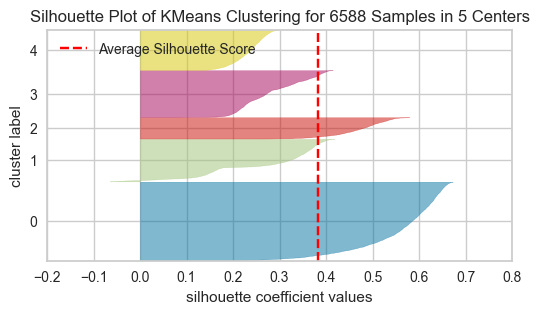 Silhouette Plot of KMeans Clustering for 6588 Samples in 5 Centers
Average Silhouette Score
4
3
2
1
0
cluster label
−0.2 −0.1 0.0 0.1 0.2 0.3 0.4 0.5 0.6 0.7 0.8
silhouette coefficient values